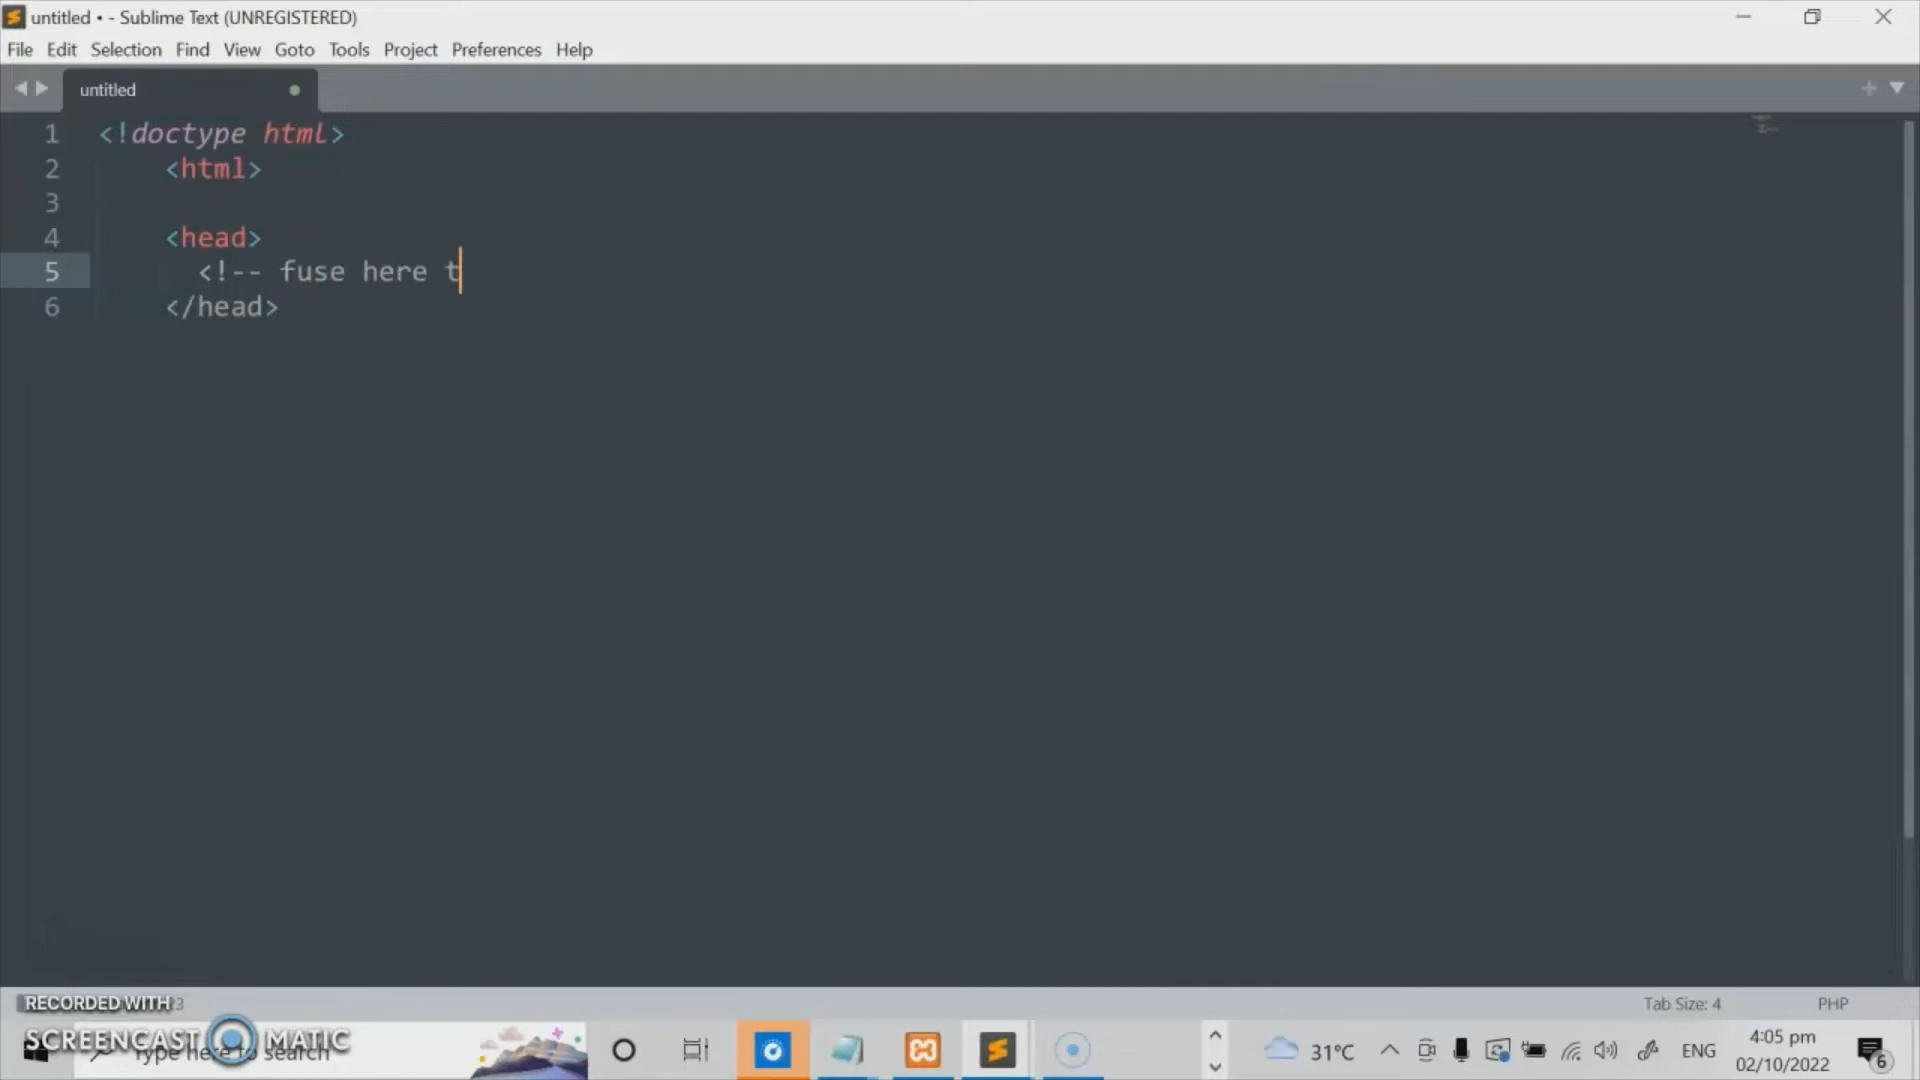 untitled • - Sublime Text (UNREGISTERED)
File Edit Selection Find View Goto Tools Project Preferences Help
untitled
1 <!doctype html>
2 <html>
3
4 <head>
5 <!-- fuse here t
6 </head>
RECORDED WITH
Tab Size: 4 PHP
SCREENCAST MATIC
Type here to search
31°C ENG 4:05 pm
02/10/2022 6